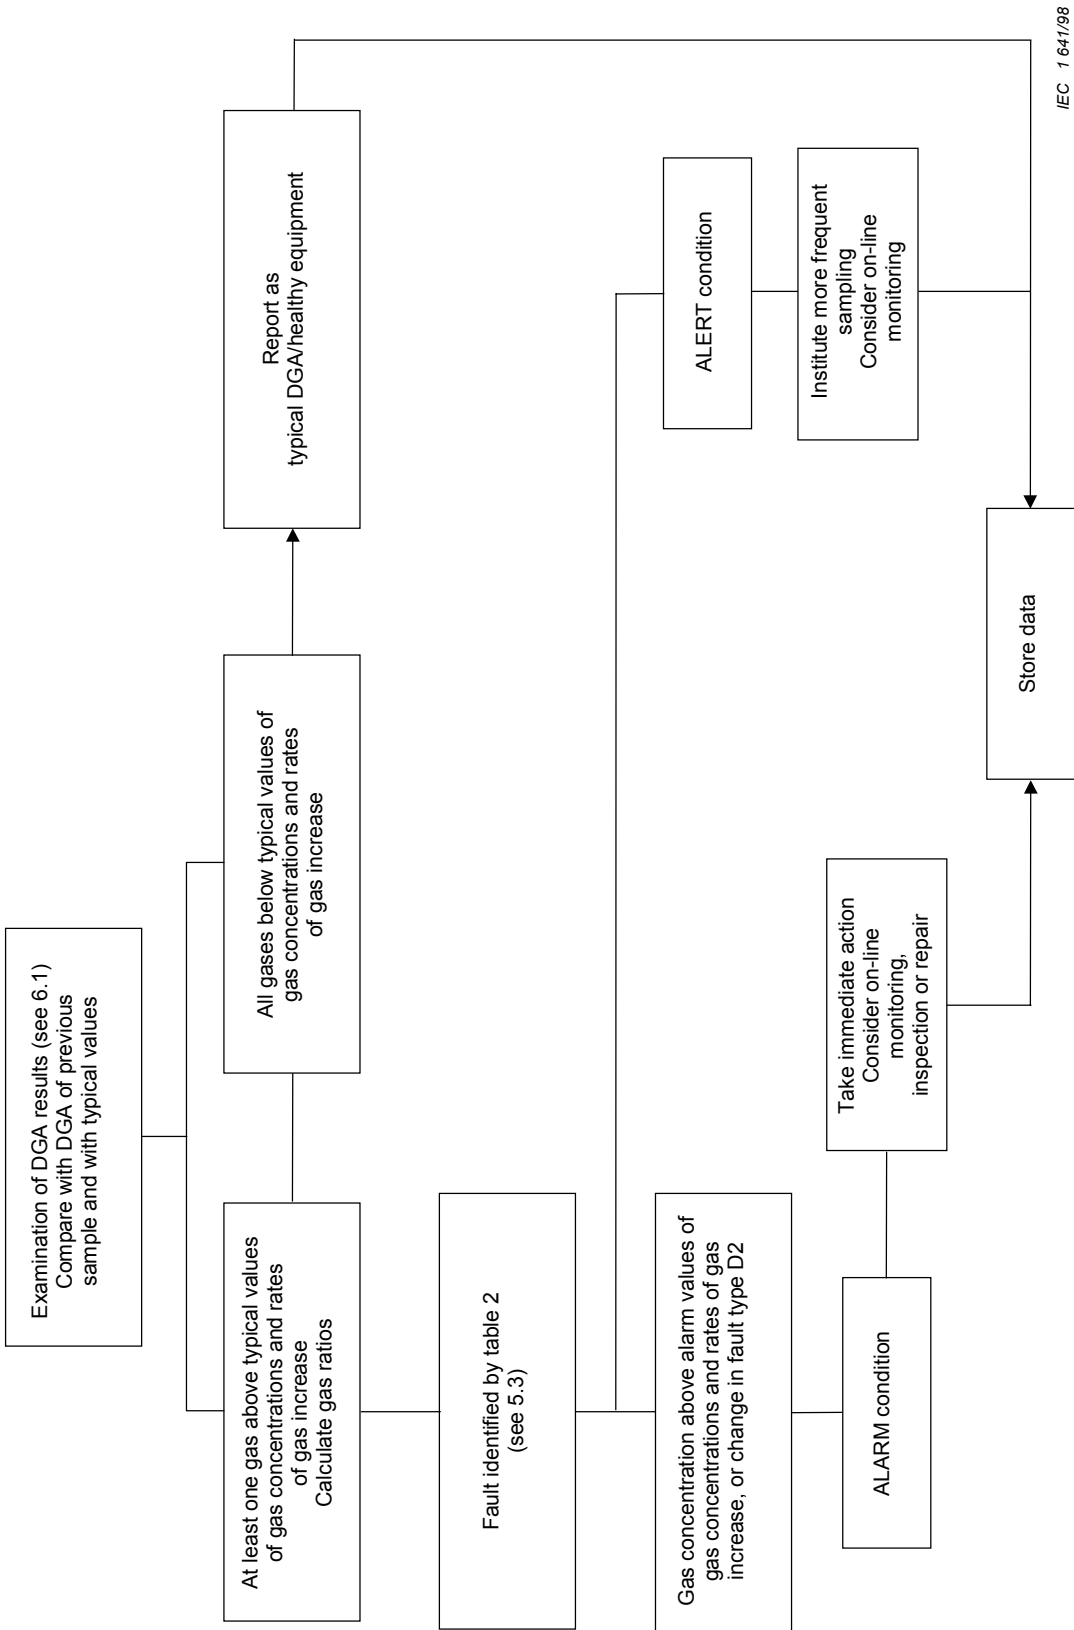 Examination of DGA results (see 6.1)
Compare with DGA of previous
sample and with typical values
At least one gas above typical values
of gas concentrations and rates
of gas increase
Calculate gas ratios
All gases below typical values of
gas concentrations and rates
of gas increase
Report as
typical DGA/healthy equipment
Fault identified by table 2
(see 5.3)
Gas concentration above alarm values of
gas concentrations and rates of gas
increase, or change in fault type D2
ALERT condition
Institute more frequent
sampling
Consider on-line
monitoring
ALARM condition
Take immediate action
Consider on-line
monitoring,
inspection or repair
Store data
IEC 1 641/98